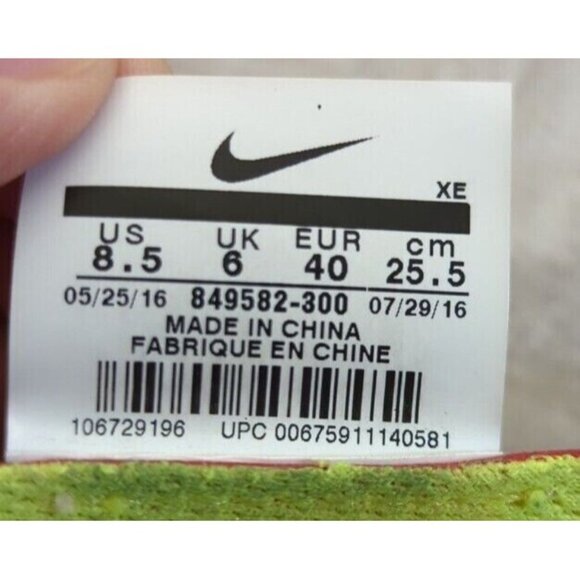 XE
US UK EUR cm
8.5 6 40 25.5
05/25/16 849582-300 07/29/16
MADE IN CHINA
FABRIQUE EN CHINE
106729196 UPC 00675911140581